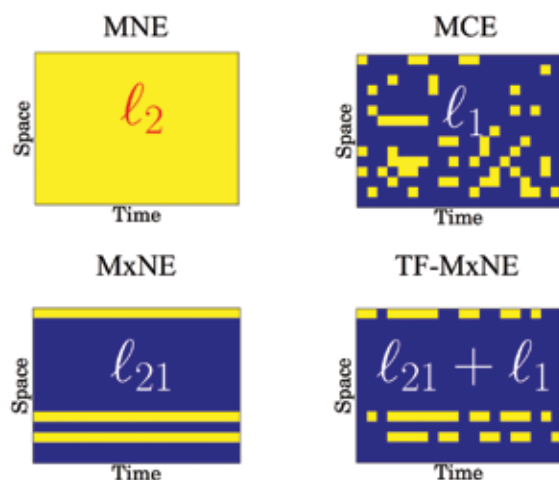 MNE
MCE
Space
ℓ2
Time
Space
ℓ1
Time
MxNE
TF-MxNE
Space
ℓ21
Time
Space
ℓ21 + ℓ1
Time